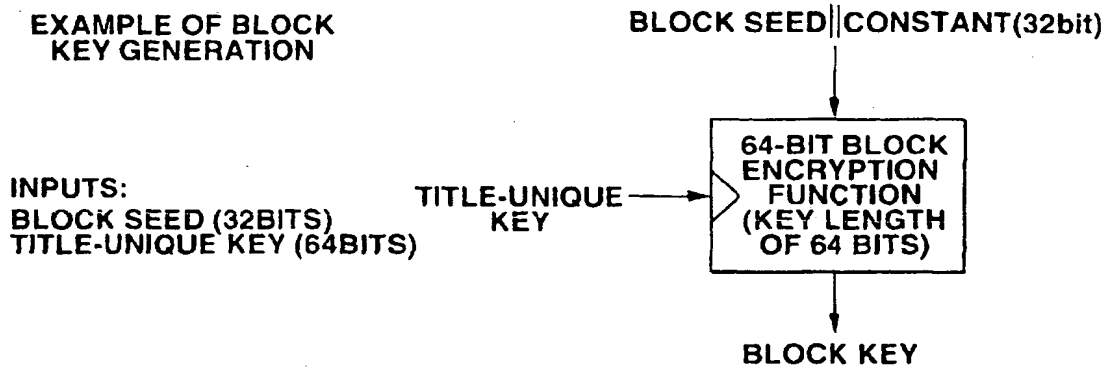 EXAMPLE OF BLOCK
KEY GENERATION
BLOCK SEED||CONSTANT(32bit)
64-BIT BLOCK
ENCRYPTION
FUNCTION
(KEY LENGTH
OF 64 BITS)
INPUTS:
BLOCK SEED (32BITS)
TITLE-UNIQUE KEY (64BITS)
TITLE-UNIQUE
KEY
BLOCK KEY